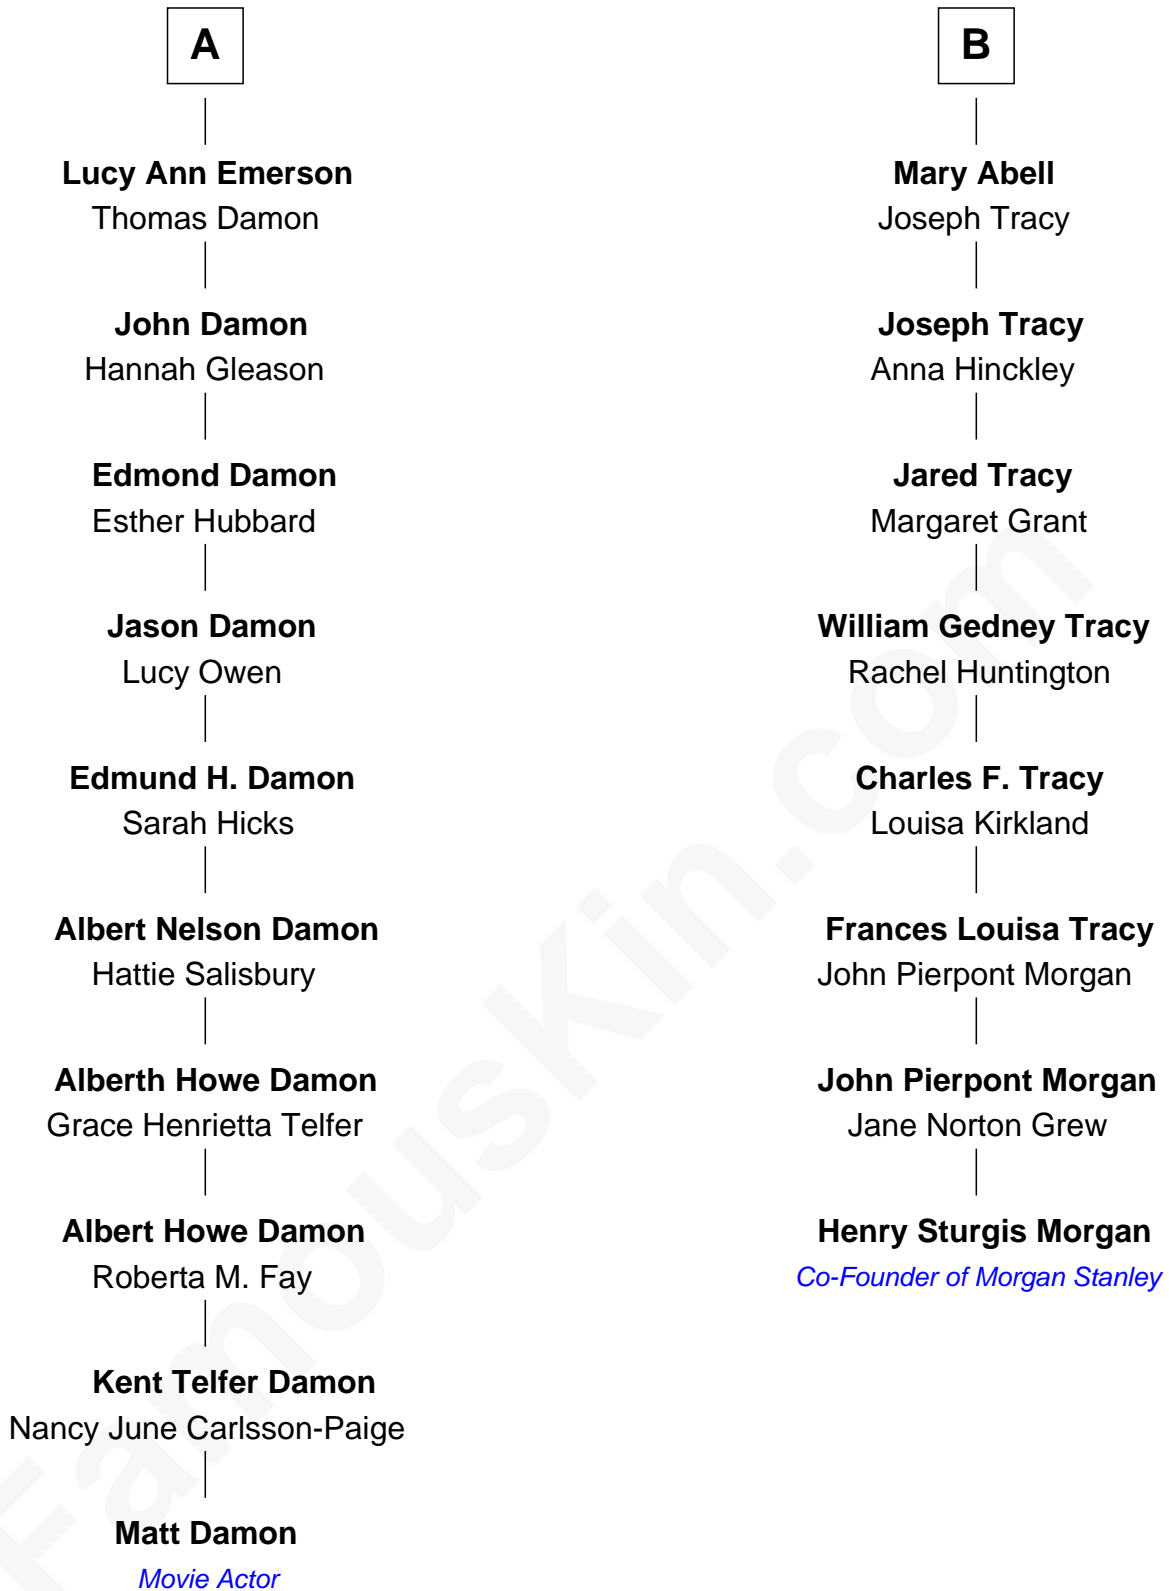 A
Lucy Ann Emerson
Thomas Damon
John Damon
Hannah Gleason
Edmond Damon
Esther Hubbard
Jason Damon
Lucy Owen
Edmund H. Damon
Sarah Hicks
Albert Nelson Damon
Hattie Salisbury
Alberth Howe Damon
Grace Henrietta Telfer
Albert Howe Damon
Roberta M. Fay
Kent Telfer Damon
Nancy June Carlsson-Paige
Matt Damon
Movie Actor
B
Mary Abell
Joseph Tracy
Joseph Tracy
Anna Hinckley
Jared Tracy
Margaret Grant
William Gedney Tracy
Rachel Huntington
Charles F. Tracy
Louisa Kirkland
Frances Louisa Tracy
John Pierpont Morgan
John Pierpont Morgan
Jane Norton Grew
Henry Sturgis Morgan
Co-Founder of Morgan Stanley
FamousKin.com